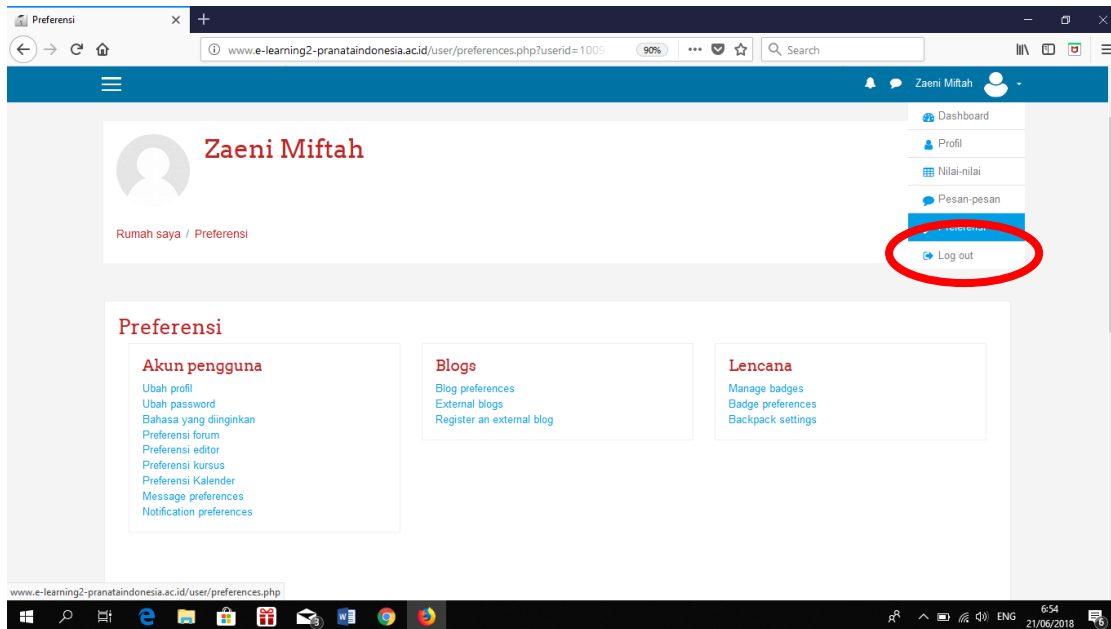 Preferensi
www.e-learning2-pranataindonesia.ac.id/user/preferences.php?userid=1009
90%
Search
Zaeni Miftah
Dashboard
Profil
Nilai-nilai
Pesan-pesan
Preferensi
Log out
Zaeni Miftah
Rumah saya / Preferensi
Preferensi
Akun pengguna
Ubah profil
Ubah password
Bahasa yang diinginkan
Preferensi forum
Preferensi editor
Preferensi kursus
Preferensi Kalender
Message preferences
Notification preferences
Blogs
Blog preferences
External blogs
Register an external blog
Lencana
Manage badges
Badge preferences
Backpack settings
www.e-learning2-pranataindonesia.ac.id/user/preferences.php
3
ENG
6:54
21/06/2018
6